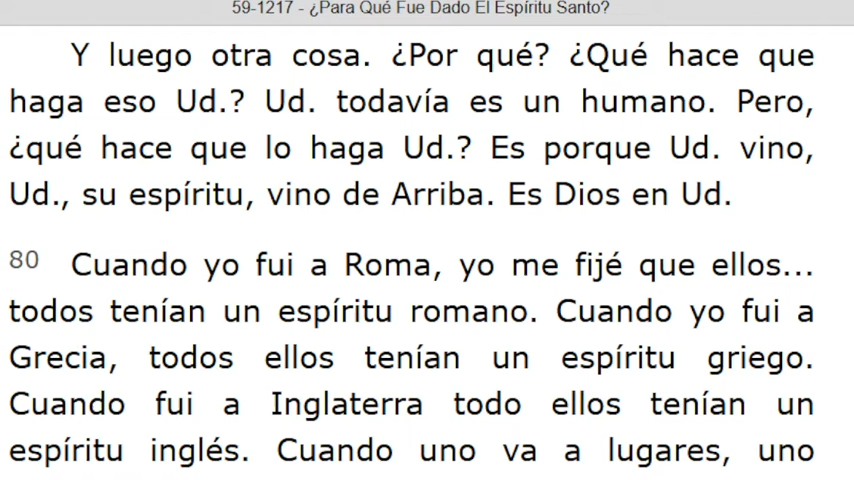 59-1217 - ¿Para Qué Fue Dado El Espíritu Santo?
Y luego otra cosa. ¿Por qué? ¿Qué hace que
haga eso Ud.? Ud. todavía es un humano. Pero,
¿qué hace que lo haga Ud.? Es porque Ud. vino,
Ud., su espíritu, vino de Arriba. Es Dios en Ud.
80 Cuando yo fui a Roma, yo me fijé que ellos...
todos tenían un espíritu romano. Cuando yo fui a
Grecia, todos ellos tenían un espíritu griego.
Cuando fui a Inglaterra todo ellos tenían un
espíritu inglés. Cuando uno va a lugares, uno